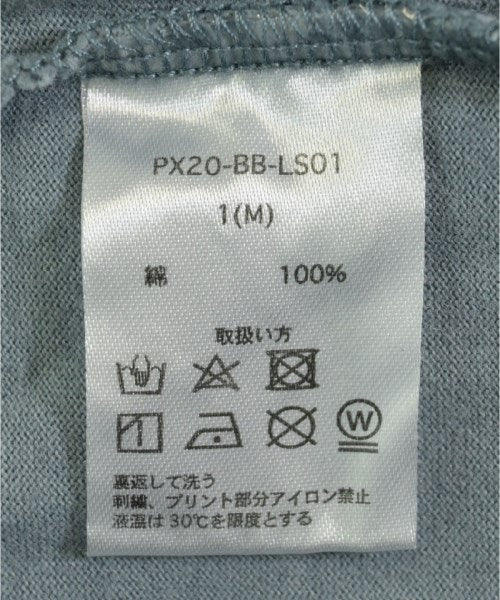 PX20-BB-LS01
1(M)
綿 100%
取扱い方
W
裏返して洗う
刺繍、プリント部分アイロン禁止
液温は30℃を限度とする